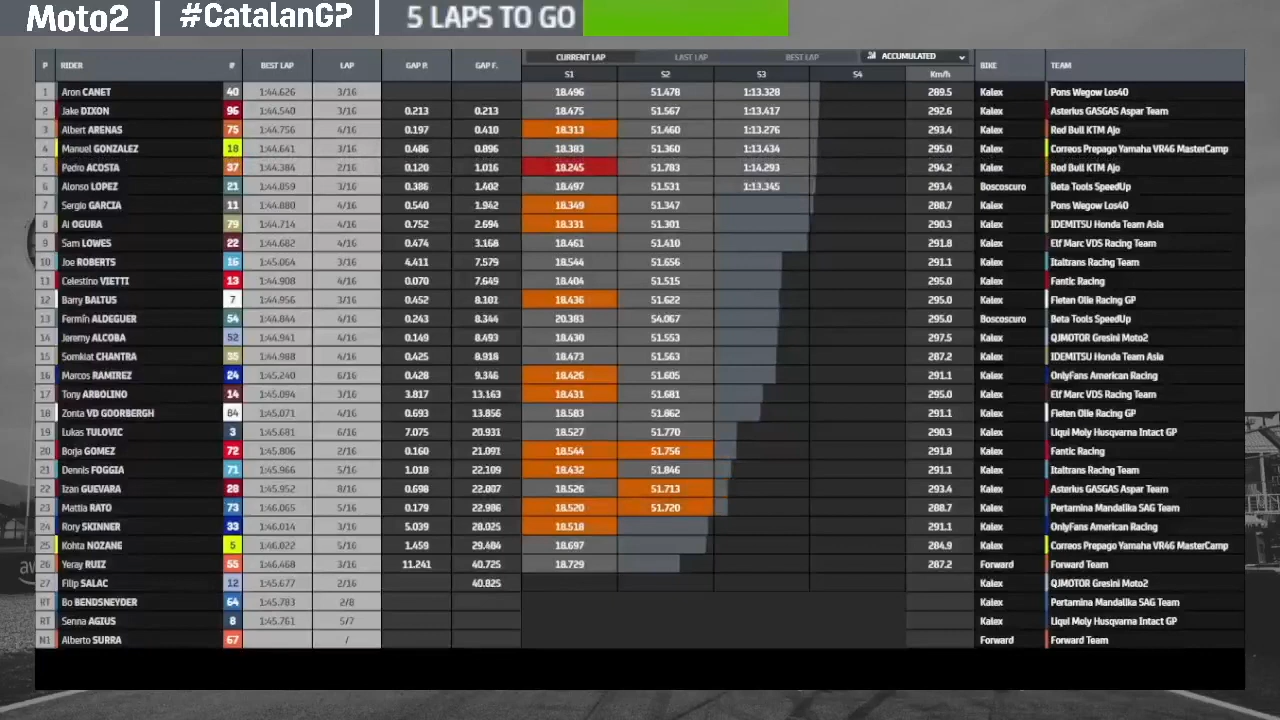 Moto2 | #CatalanGP | 5 LAPS TO GO
CURRENT LAP LAST LAP BEST LAP ACCUMULATED
P RIDER # BEST LAP LAP GAP P. GAP F. S1 S2 S3 S4 Km/h BIKE TEAM
1 Aron CANET 40 1:44.626 3/16 18.496 51.478 1:13.328 289.5 Kalex Pons Wegow Los40
2 Jake DIXON 96 1:44.540 3/16 0.213 0.213 18.475 51.567 1:13.417 292.6 Kalex Asterius GASGAS Aspar Team
3 Albert ARENAS 75 1:44.756 4/16 0.197 0.410 18.313 51.460 1:13.276 293.4 Kalex Red Bull KTM Ajo
4 Manuel GONZALEZ 18 1:44.641 3/16 0.486 0.896 18.383 51.360 1:13.434 295.0 Kalex Correos Prepago Yamaha VR46 MasterCamp
5 Pedro ACOSTA 37 1:44.384 2/16 0.120 1.016 18.245 51.783 1:14.293 294.2 Kalex Red Bull KTM Ajo
6 Alonso LOPEZ 21 1:44.859 3/16 0.386 1.402 18.497 51.531 1:13.345 293.4 Boscoscuro Beta Tools SpeedUp
7 Sergio GARCIA 11 1:44.880 4/16 0.540 1.942 18.349 51.347 288.7 Kalex Pons Wegow Los40
8 Ai OGURA 79 1:44.714 4/16 0.752 2.694 18.331 51.301 290.3 Kalex IDEMITSU Honda Team Asia
9 Sam LOWES 22 1:44.682 4/16 0.474 3.168 18.461 51.410 291.8 Kalex Elf Marc VDS Racing Team
10 Joe ROBERTS 16 1:45.064 3/16 4.411 7.579 18.544 51.656 291.1 Kalex Italtrans Racing Team
11 Celestino VIETTI 13 1:44.908 4/16 0.070 7.649 18.404 51.515 295.0 Kalex Fantic Racing
12 Barry BALTUS 7 1:44.956 3/16 0.452 8.101 18.436 51.622 295.0 Kalex Fieten Olie Racing GP
13 Fermín ALDEGUER 54 1:44.844 4/16 0.243 8.344 20.383 54.067 295.0 Boscoscuro Beta Tools SpeedUp
14 Jeremy ALCOBA 52 1:44.941 4/16 0.149 8.493 18.430 51.553 297.5 Kalex QJMOTOR Gresini Moto2
15 Somkiat CHANTRA 35 1:44.988 4/16 0.425 8.918 18.473 51.563 287.2 Kalex IDEMITSU Honda Team Asia
16 Marcos RAMIREZ 24 1:45.240 6/16 0.428 9.346 18.426 51.605 291.1 Kalex OnlyFans American Racing
17 Tony ARBOLINO 14 1:45.094 3/16 3.817 13.163 18.431 51.681 295.0 Kalex Elf Marc VDS Racing Team
18 Zonta VD GOORBERGH 84 1:45.071 4/16 0.693 13.856 18.583 51.862 291.1 Kalex Fieten Olie Racing GP
19 Lukas TULOVIC 3 1:45.681 6/16 7.075 20.931 18.527 51.770 290.3 Kalex Liqui Moly Husqvarna Intact GP
20 Borja GOMEZ 72 1:45.806 2/16 0.160 21.091 18.544 51.756 291.8 Kalex Fantic Racing
21 Dennis FOGGIA 71 1:45.966 5/16 1.018 22.109 18.432 51.846 291.1 Kalex Italtrans Racing Team
22 Izan GUEVARA 28 1:45.952 8/16 0.698 22.807 18.526 51.713 293.4 Kalex Asterius GASGAS Aspar Team
23 Mattia RATO 73 1:46.065 5/16 0.179 22.986 18.520 51.720 288.7 Kalex Pertamina Mandalika SAG Team
24 Rory SKINNER 33 1:46.014 3/16 5.039 28.025 18.518 291.1 Kalex OnlyFans American Racing
25 Kohta NOZANE 5 1:46.022 5/16 1.459 29.484 18.697 284.9 Kalex Correos Prepago Yamaha VR46 MasterCamp
26 Yeray RUIZ 55 1:46.468 3/16 11.241 40.725 18.729 287.2 Forward Forward Team
27 Filip SALAC 12 1:45.677 2/16 40.825 Kalex QJMOTOR Gresini Moto2
RT Bo BENDSNEYDER 64 1:45.783 2/8 Kalex Pertamina Mandalika SAG Team
RT Senna AGIUS 8 1:45.761 5/7 Kalex Liqui Moly Husqvarna Intact GP
N1 Alberto SURRA 67 / Forward Forward Team